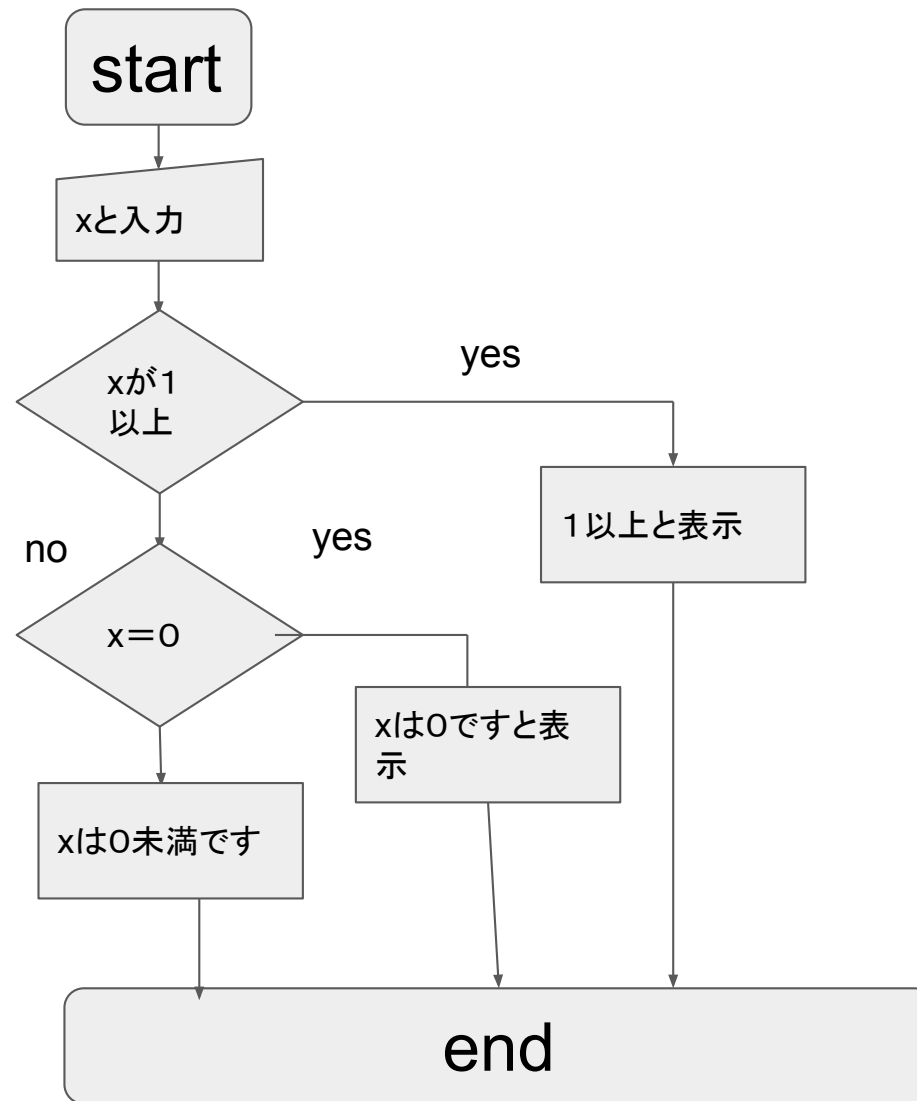 start
xと入力
xが１
以上
yes
１以上と表示
no
yes
x＝０
xは０ですと表
示
xは０未満です
end